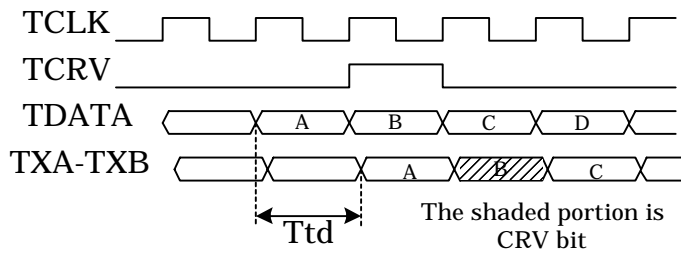 TCLK
TCRV
TDATA A B C D
TXA-TXB A B C
Ttd
The shaded portion is
CRV bit